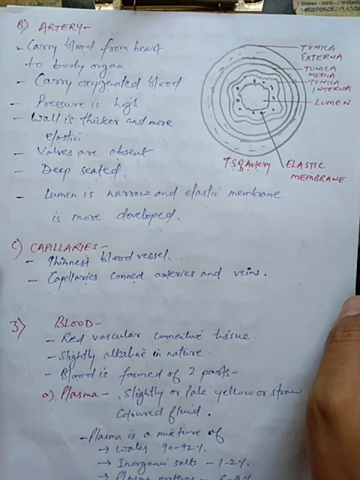 B) ARTERY-
- Carry blood from heart
to body organ
- Carry oxygenated blood
- Pressure is high
- Wall is thicker and more
elastic
- Valves are absent
- Deep seated.
- Lumen is narrow and elastic membrane
is more developed.
TUNICA
EXTERNA
TUNICA
MEDIA
TUNICA
INTERNA
LUMEN
ELASTIC
MEMBRANE
T.S of Artery
C) CAPILLARIES-
- Thinnest blood vessel.
- Capillaries connect arteries and veins.
3) BLOOD-
- Red vascular connective tissue
- Slightly alkaline in nature
- Blood is formed of 2 parts-
a) Plasma- Slightly or Pale yellow or straw
coloured fluid.
- Plasma is a mixture of
→ Water 90-92%
→ Inorganic salts - 1-2%
→ Plasma proteins